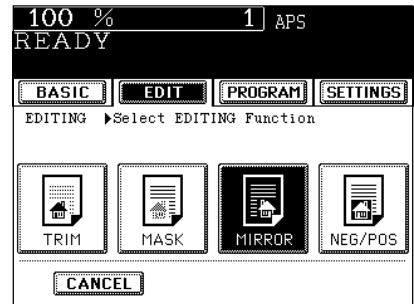 100 % 1 APS
READY
BASIC EDIT PROGRAM SETTINGS
EDITING ▶Select EDITING Function
TRIM MASK MIRROR NEG/POS
CANCEL